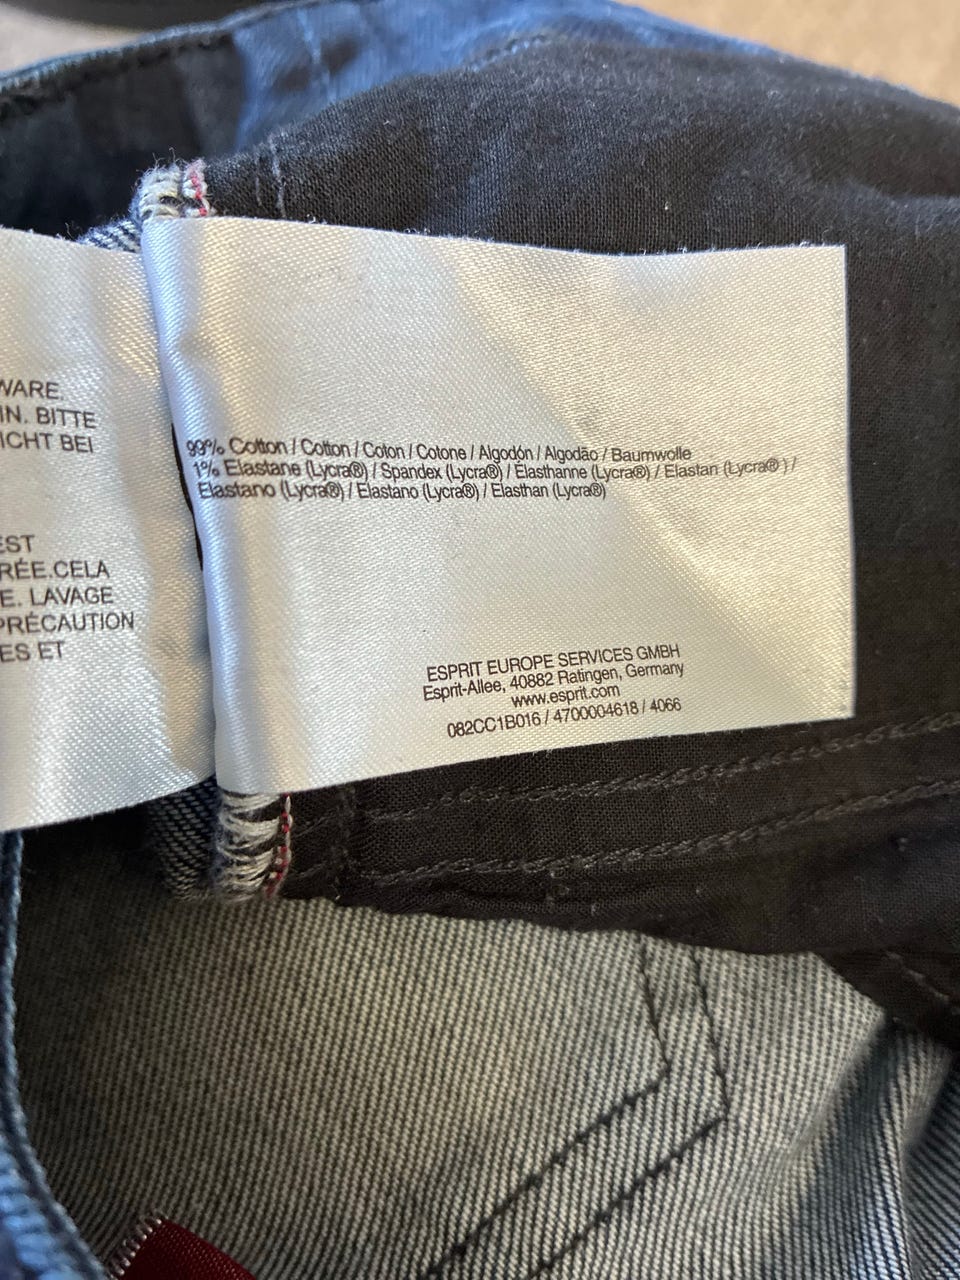 WARE.
IN. BITTE
ICHT BEI
EST
RÉE.CELA
E. LAVAGE
PRÉCAUTION
ES ET
99% Cotton / Cotton / Coton / Cotone / Algodón / Algodão / Baumwolle
1% Elastane (Lycra®) / Spandex (Lycra®) / Élasthanne (Lycra®) / Elastan (Lycra® ) /
Elastano (Lycra®) / Elastano (Lycra®) / Elasthan (Lycra®)
ESPRIT EUROPE SERVICES GMBH
Esprit-Allee, 40882 Ratingen, Germany
www.esprit.com
082CC1B016 / 4700004618 / 4066